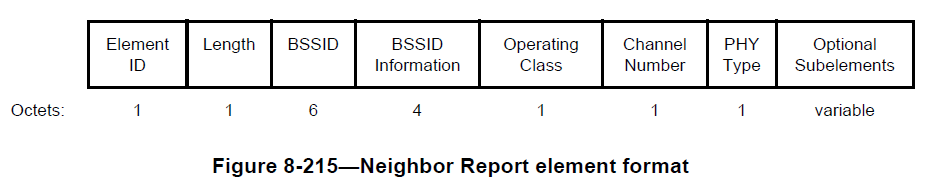 Element Length BSSID BSSID Operating Channel PHY Optional
ID Information Class Number Type Subelements
Octets: 1 1 6 4 1 1 1 variable
Figure 8-215—Neighbor Report element format